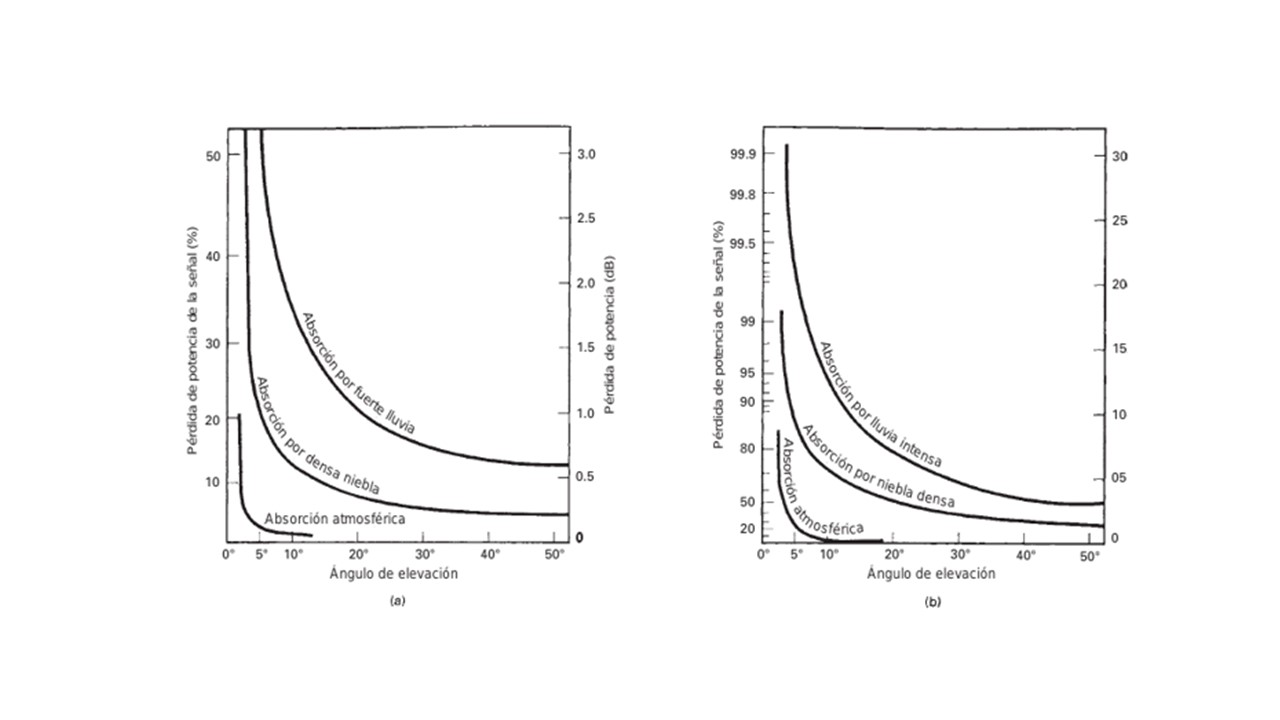 50
40
30
20
10
Pérdida de potencia de la señal (%)
3.0
2.5
2.0
1.5
1.0
0.5
0
Pérdida de potencia (dB)
Absorción por fuerte lluvia
Absorción por densa niebla
Absorción atmosférica
0° 5° 10° 20° 30° 40° 50°
Ángulo de elevación
(a)
99.9
99.8
99.5
99
95
90
80
50
20
Pérdida de potencia de la señal (%)
30
25
20
15
10
05
0
Absorción por lluvia intensa
Absorción por niebla densa
Absorción atmosférica
0° 5° 10° 20° 30° 40° 50°
Ángulo de elevación
(b)